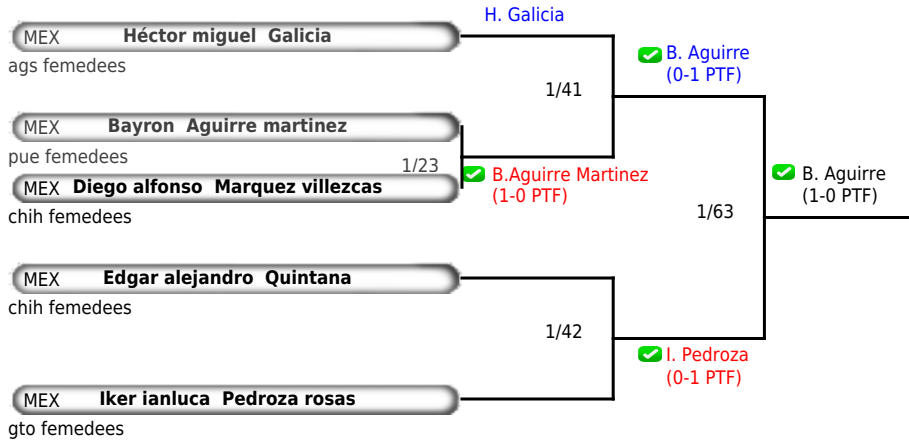 H. Galicia
MEX Héctor miguel Galicia
ags femedees
B. Aguirre
(0-1 PTF)
1/41
MEX Bayron Aguirre martinez
pue femedees
1/23
B.Aguirre Martinez
(1-0 PTF)
MEX Diego alfonso Marquez villezcas
chih femedees
B. Aguirre
(1-0 PTF)
1/63
MEX Edgar alejandro Quintana
chih femedees
1/42
I. Pedroza
(0-1 PTF)
MEX Iker ianluca Pedroza rosas
gto femedees